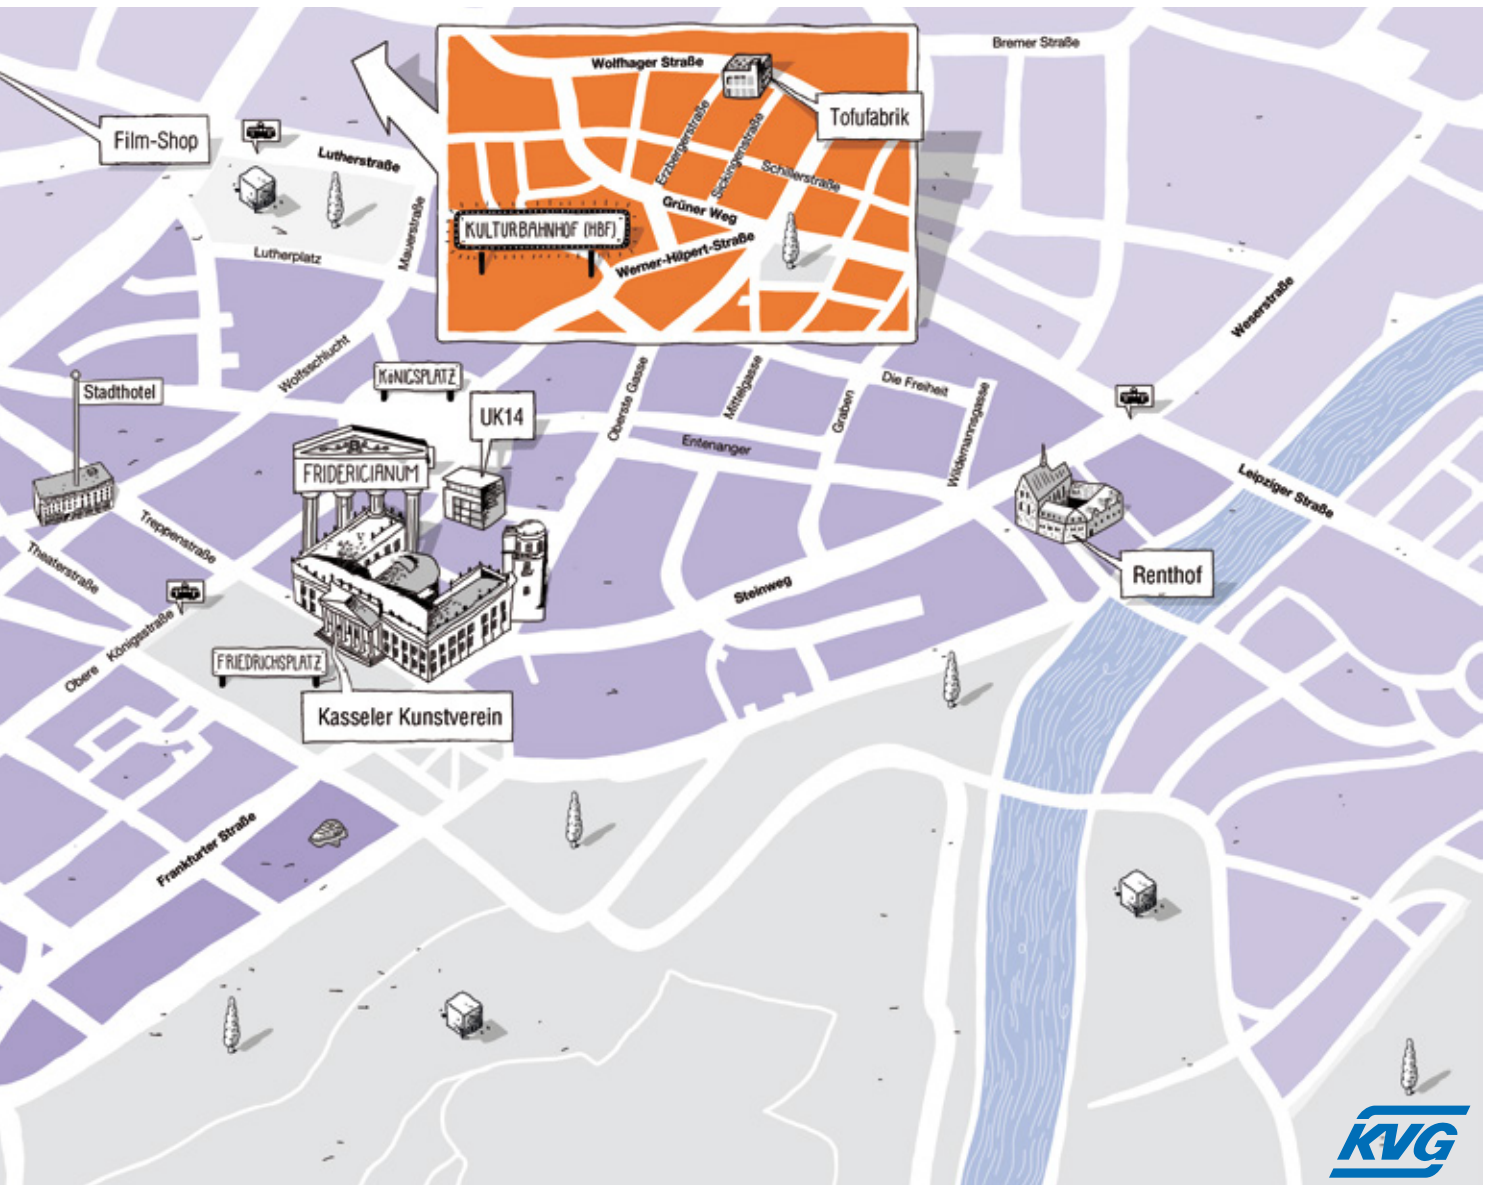 Bremer Straße
Wolfhager Straße
Tofufabrik
Film-Shop
Lutherstraße
Erzbergerstraße
Sickingenstraße
Schillerstraße
Mauerstraße
Grüner Weg
KULTURBAHNHOF (HBF)
Werner-Hilpert-Straße
Lutherplatz
Weserstraße
Wolfsschlucht
KÖNIGSPLATZ
Stadthotel
Oberste Gasse
Mittelgasse
Graben
Die Freiheit
Wildemannsgasse
UK14
Entenanger
FRIDERICIANUM
Leipziger Straße
Treppenstraße
Theaterstraße
Renthof
Steinweg
Obere Königsstraße
FRIEDRICHSPLATZ
Kasseler Kunstverein
Frankfurter Straße
KVG